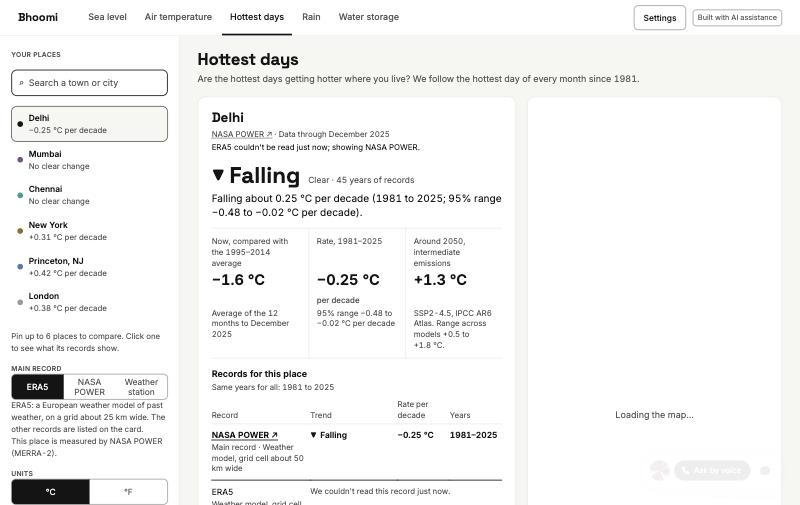 Bhoomi
Sea level
Air temperature
Hottest days
Rain
Water storage
Settings
Built with AI assistance
YOUR PLACES
Search a town or city
Delhi
−0.25 °C per decade
Mumbai
No clear change
Chennai
No clear change
New York
+0.31 °C per decade
Princeton, NJ
+0.42 °C per decade
London
+0.38 °C per decade
Pin up to 6 places to compare. Click one
to see what its records show.
MAIN RECORD
ERA5
NASA
POWER
Weather
station
ERA5: a European weather model of past
weather, on a grid about 25 km wide. The
other records are listed on the card.
This place is measured by NASA POWER
(MERRA-2).
UNITS
°C
°F
Hottest days
Are the hottest days getting hotter where you live? We follow the hottest day of every month since 1981.
Delhi
NASA POWER ↗ · Data through December 2025
ERA5 couldn't be read just now; showing NASA POWER.
▼ Falling
Clear · 45 years of records
Falling about 0.25 °C per decade (1981 to 2025; 95% range
−0.48 to −0.02 °C per decade).
Now, compared with
the 1995–2014
average
−1.6 °C
Average of the 12
months to December
2025
Rate, 1981–2025
−0.25 °C
per decade
95% range −0.48 to
−0.02 °C per decade
Around 2050,
intermediate
emissions
+1.3 °C
SSP2-4.5, IPCC AR6
Atlas. Range across
models +0.5 to
+1.8 °C.
Records for this place
Same years for all: 1981 to 2025
Record
Trend
Rate per
decade
Years
NASA POWER ↗
▼ Falling
−0.25 °C
1981–2025
Main record · Weather
model, grid cell about 50
km wide
ERA5
We couldn't read this record just now.
Weather model, grid cell
Loading the map...
Ask by voice